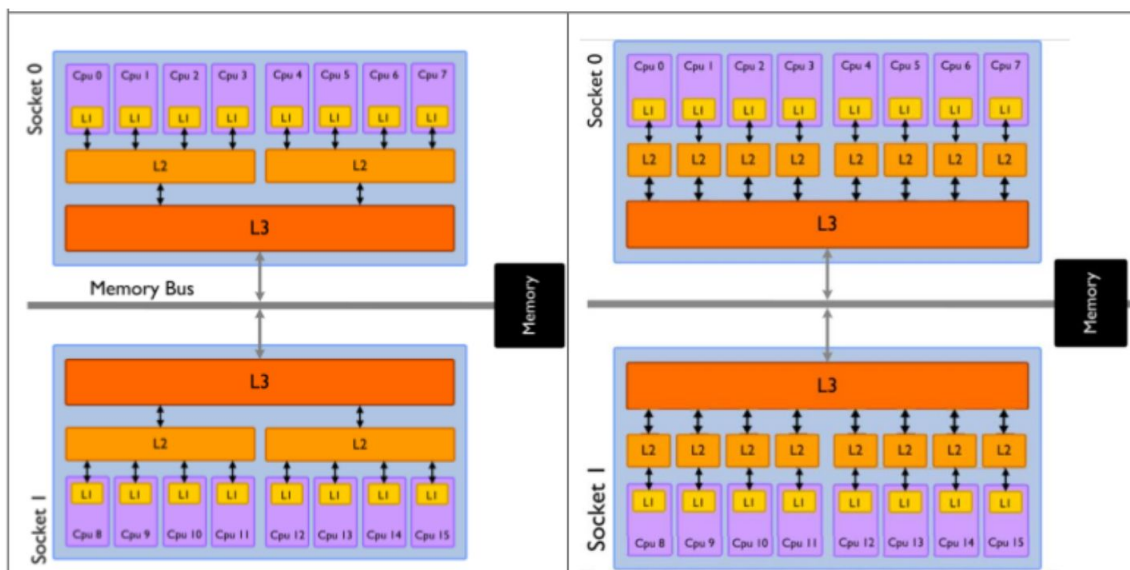 Socket 0
Cpu 0 Cpu 1 Cpu 2 Cpu 3 Cpu 4 Cpu 5 Cpu 6 Cpu 7
L1 L1 L1 L1 L1 L1 L1 L1
L2 L2
L3
Memory Bus
Memory
L3
L2 L2
L1 L1 L1 L1 L1 L1 L1 L1
Cpu 8 Cpu 9 Cpu 10 Cpu 11 Cpu 12 Cpu 13 Cpu 14 Cpu 15
Socket 1
Socket 0
Cpu 0 Cpu 1 Cpu 2 Cpu 3 Cpu 4 Cpu 5 Cpu 6 Cpu 7
L1 L1 L1 L1 L1 L1 L1 L1
L2 L2 L2 L2 L2 L2 L2 L2
L3
Memory
L3
L2 L2 L2 L2 L2 L2 L2 L2
L1 L1 L1 L1 L1 L1 L1 L1
Cpu 8 Cpu 9 Cpu 10 Cpu 11 Cpu 12 Cpu 13 Cpu 14 Cpu 15
Socket 1